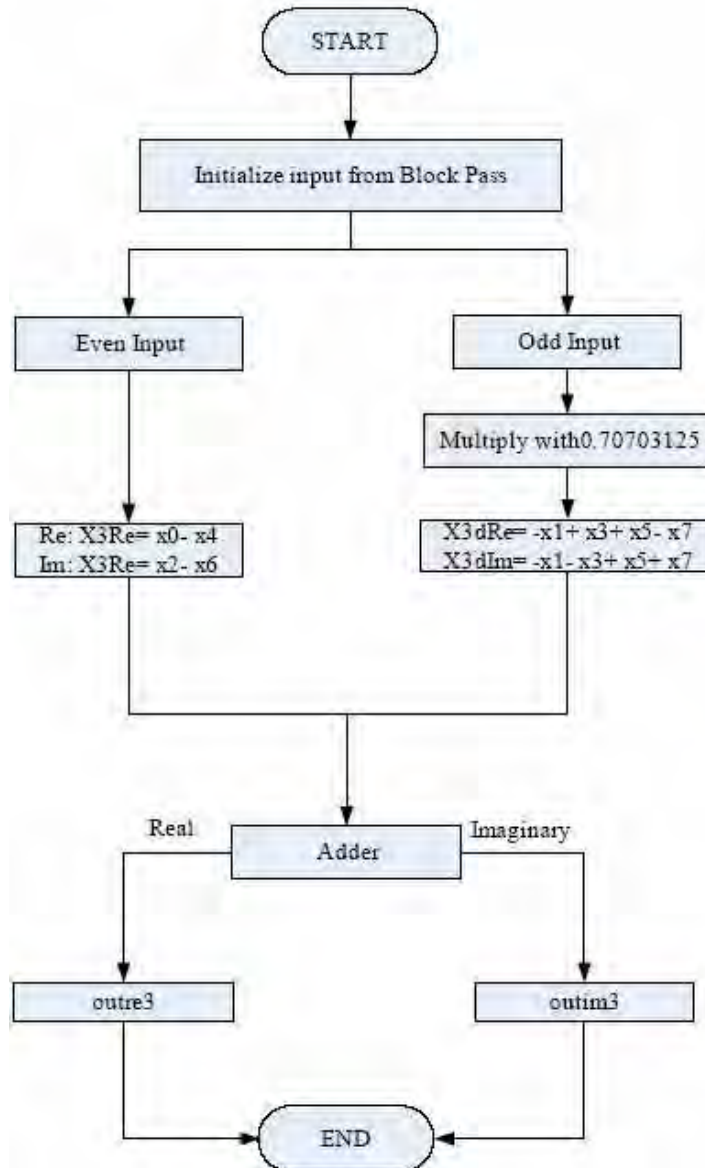 START
Initialize input from Block Pass
Even Input
Odd Input
Multiply with0.70703125
Re: X3Re= x0- x4
Im: X3Re= x2- x6
X3dRe= -x1+ x3+ x5- x7
X3dIm= -x1- x3+ x5+ x7
Real
Imaginary
Adder
outre3
outim3
END